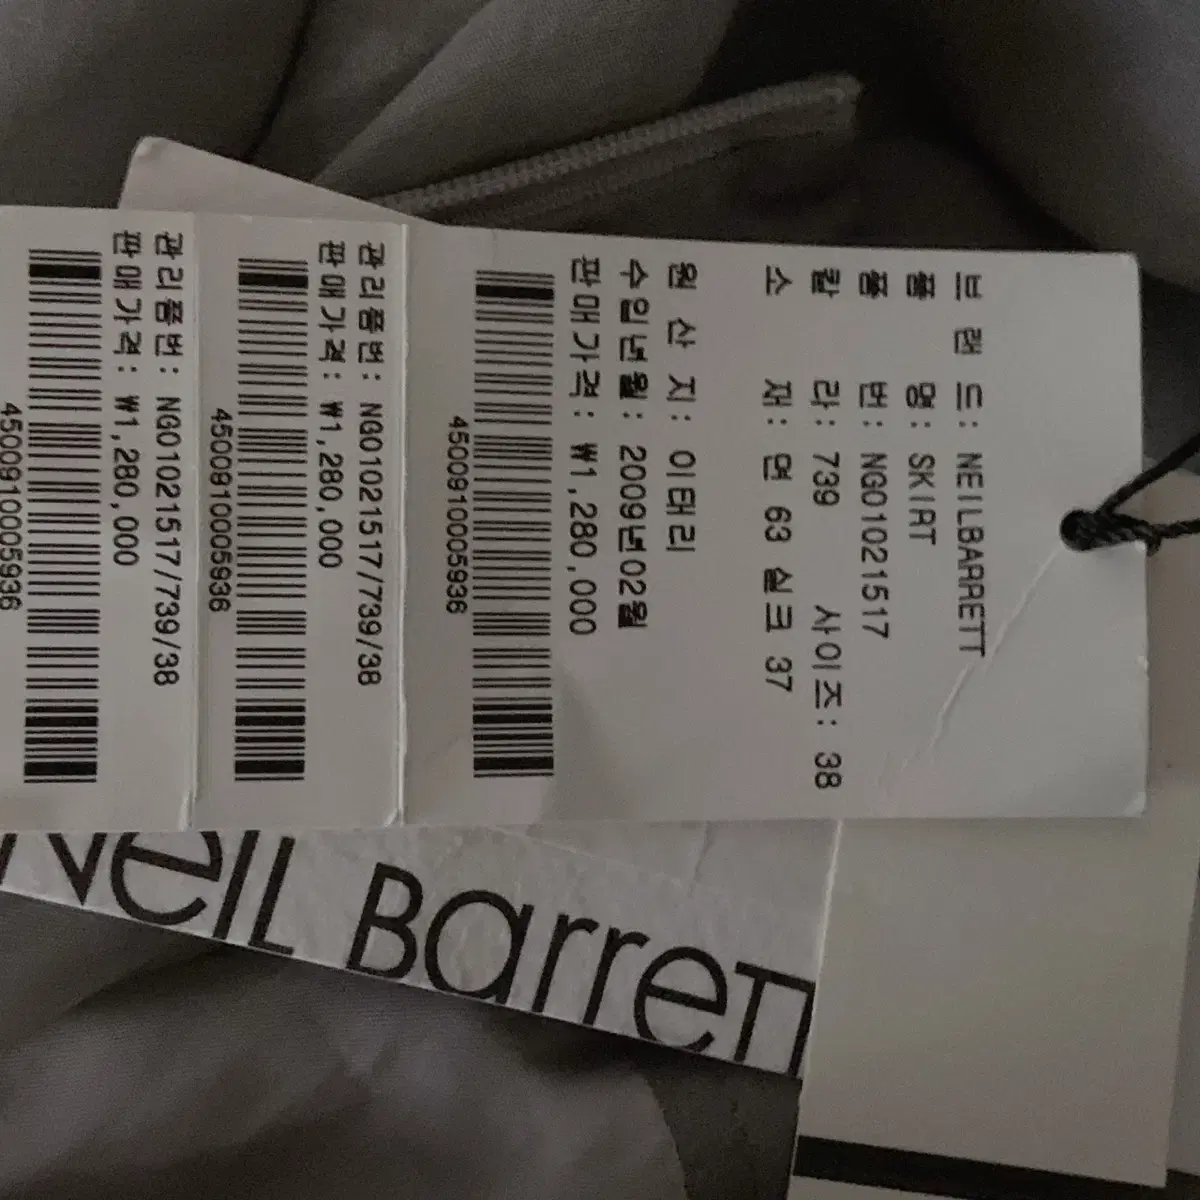 브 랜 드: NEILBARRETT
품 명: SKIRT
품 번: NG01021517
칼 라: 739 사이즈: 38
소 재: 면 63 실크 37
원 산 지: 이태리
수입년월: 2009년02월
판매가격: ₩1,280,000
4500910005936
관리품번: NG01021517/739/38
판매가격: ₩1,280,000
4500910005936
관리품번: NG01021517/739/38
판매가격: ₩1,280,000
4500910005936
Neil Barrett